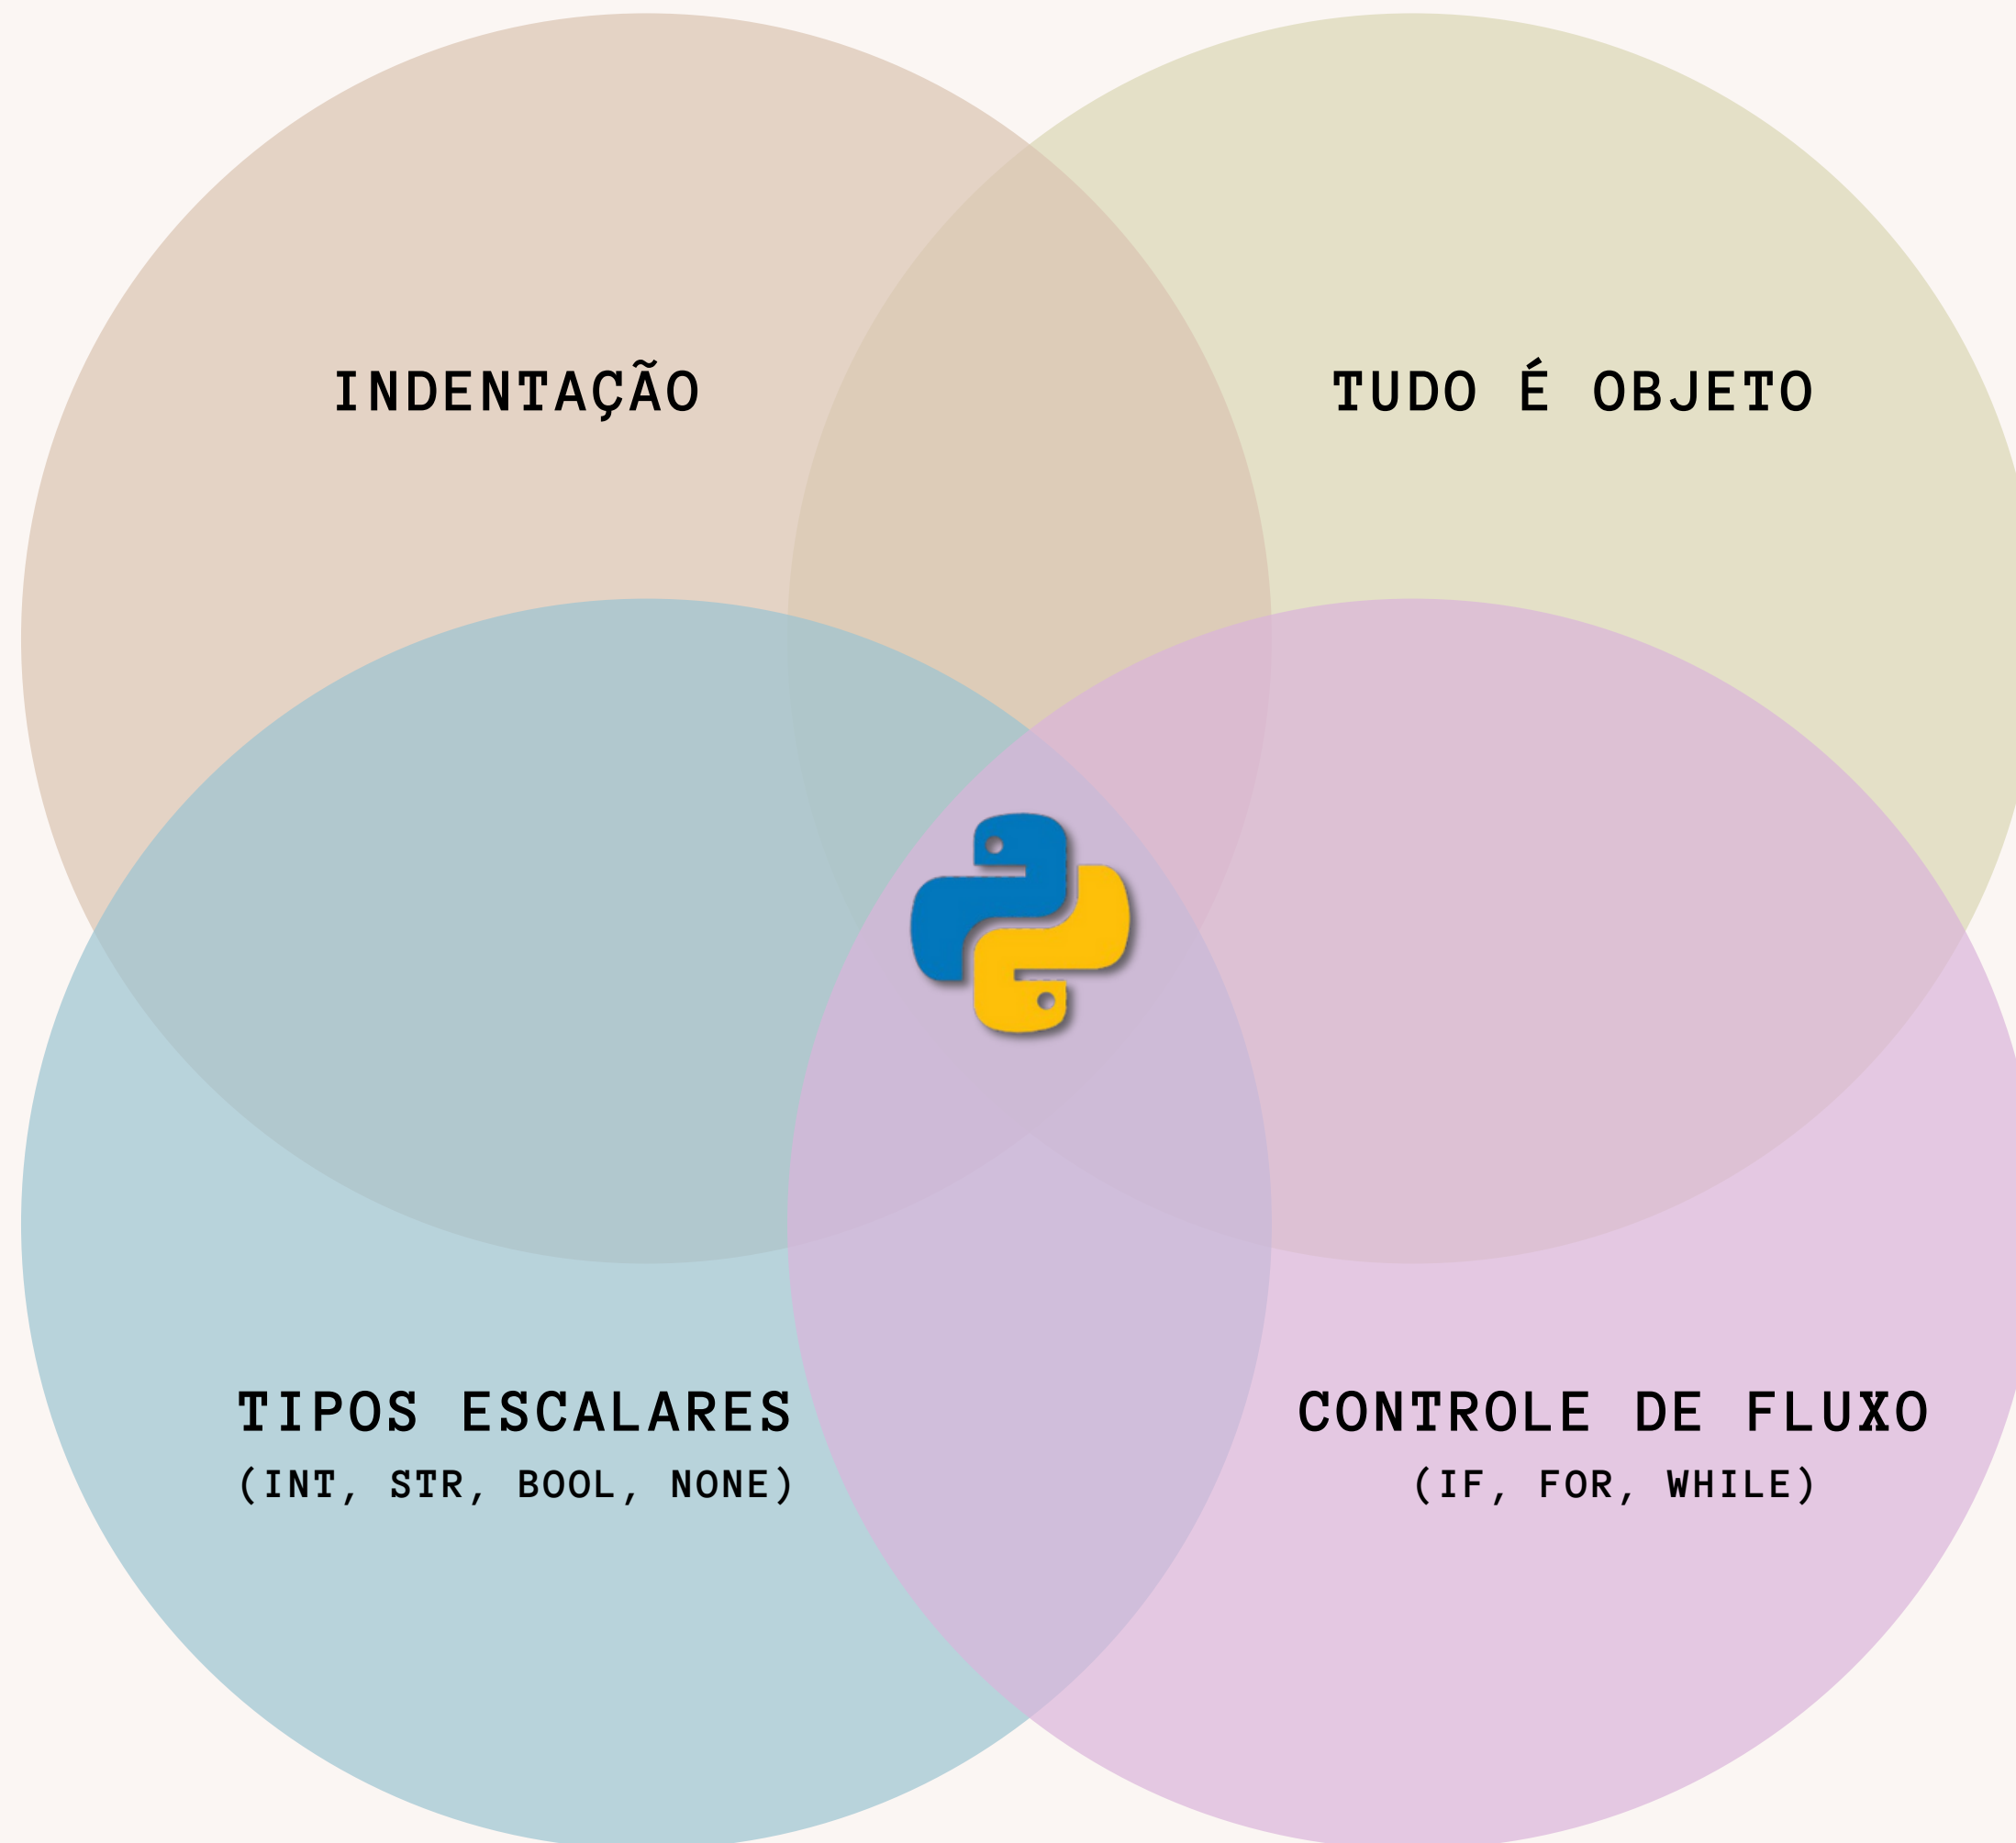 INDENTAÇÃO
TUDO É OBJETO
TIPOS ESCALARES
(INT, STR, BOOL, NONE)
CONTROLE DE FLUXO
(IF, FOR, WHILE)